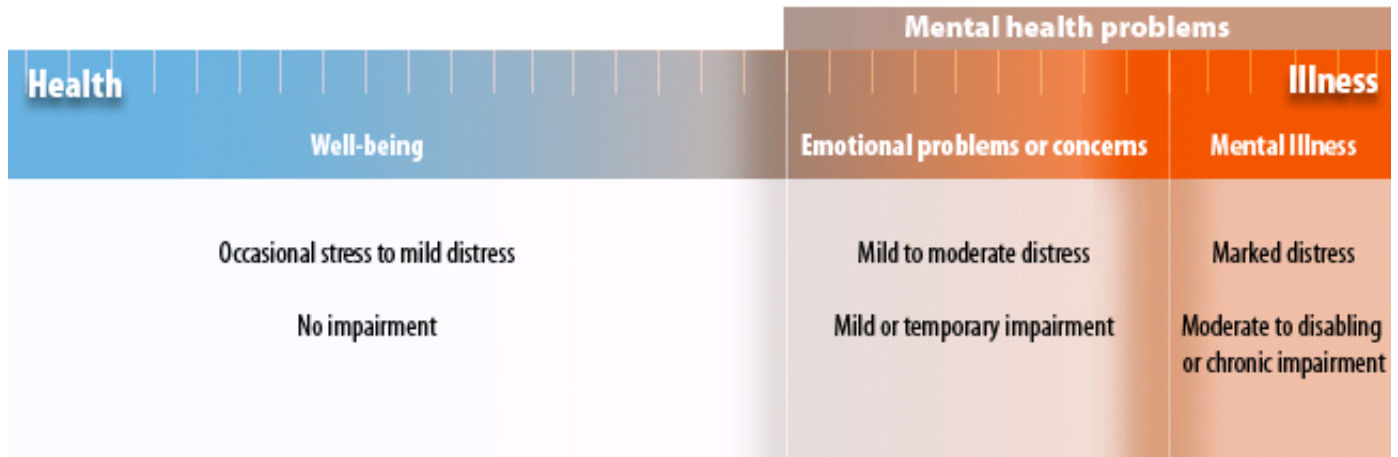 Mental health problems
Health
Illness
Well-being
Emotional problems or concerns
Mental Illness
Occasional stress to mild distress
Mild to moderate distress
Marked distress
No impairment
Mild or temporary impairment
Moderate to disabling
or chronic impairment